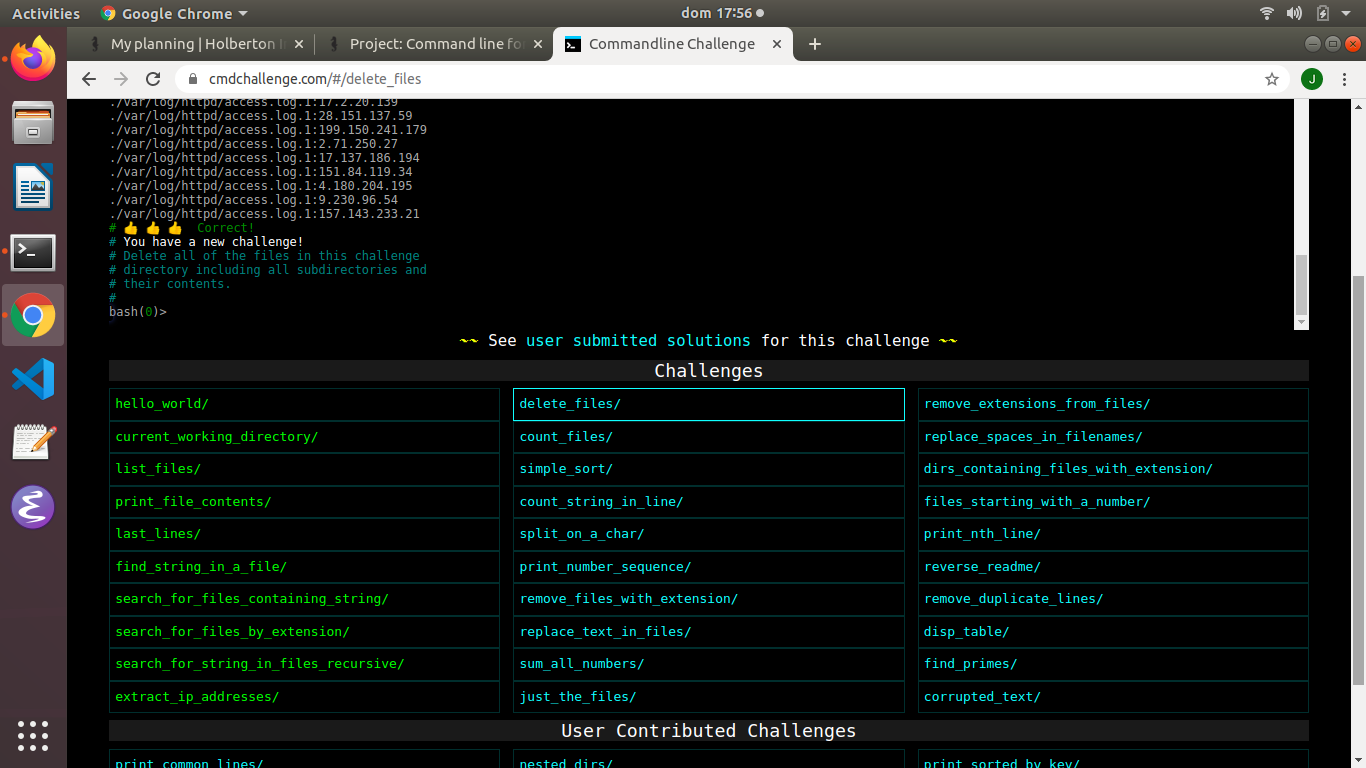 Activities
Google Chrome
dom 17:56
My planning | Holberton I
Project: Command line fo
Commandline Challenge
cmdchallenge.com/#/delete_files
J
./var/log/httpd/access.log.1:17.2.20.139
./var/log/httpd/access.log.1:28.151.137.59
./var/log/httpd/access.log.1:199.150.241.179
./var/log/httpd/access.log.1:2.71.250.27
./var/log/httpd/access.log.1:17.137.186.194
./var/log/httpd/access.log.1:151.84.119.34
./var/log/httpd/access.log.1:4.180.204.195
./var/log/httpd/access.log.1:9.230.96.54
./var/log/httpd/access.log.1:157.143.233.21
# 👍 👍 👍 Correct!
# You have a new challenge!
# Delete all of the files in this challenge
# directory including all subdirectories and
# their contents.
#
bash(0)>
~~ See user submitted solutions for this challenge ~~
Challenges
hello_world/
current_working_directory/
list_files/
print_file_contents/
last_lines/
find_string_in_a_file/
search_for_files_containing_string/
search_for_files_by_extension/
search_for_string_in_files_recursive/
extract_ip_addresses/
delete_files/
count_files/
simple_sort/
count_string_in_line/
split_on_a_char/
print_number_sequence/
remove_files_with_extension/
replace_text_in_files/
sum_all_numbers/
just_the_files/
remove_extensions_from_files/
replace_spaces_in_filenames/
dirs_containing_files_with_extension/
files_starting_with_a_number/
print_nth_line/
reverse_readme/
remove_duplicate_lines/
disp_table/
find_primes/
corrupted_text/
User Contributed Challenges
print_common_lines/
nested_dirs/
print_sorted_by_key/